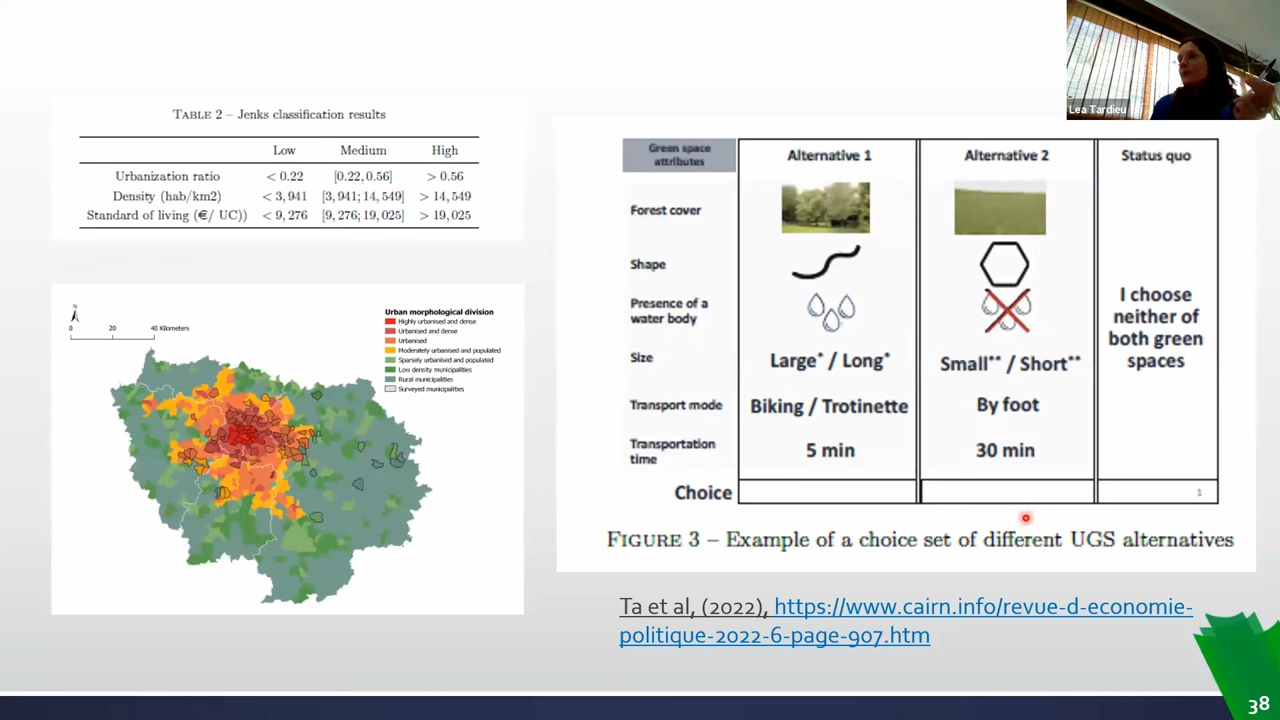 Lea Tardieu
TABLE 2 – Jenks classification results
Low Medium High
Urbanization ratio < 0.22 [0.22, 0.56] > 0.56
Density (hab/km2) < 3,941 [3,941; 14,549] > 14,549
Standard of living (€/ UC)) < 9,276 [9,276; 19,025] > 19,025
N
0 20 40 Kilometers
Urban morphological division
Highly urbanised and dense
Urbanised and dense
Urbanised
Moderately urbanised and populated
Sparsely urbanised and populated
Low density municipalities
Rural municipalities
Surveyed municipalities
Green space
attributes
Alternative 1 Alternative 2 Status quo
Forest cover
Shape
Presence of a
water body
Size Large* / Long* Small** / Short**
Transport mode Biking / Trotinette By foot
Transportation
time
5 min 30 min
I choose
neither of
both green
spaces
Choice 1
FIGURE 3 – Example of a choice set of different UGS alternatives
Ta et al, (2022), https://www.cairn.info/revue-d-economie-
politique-2022-6-page-907.htm
38